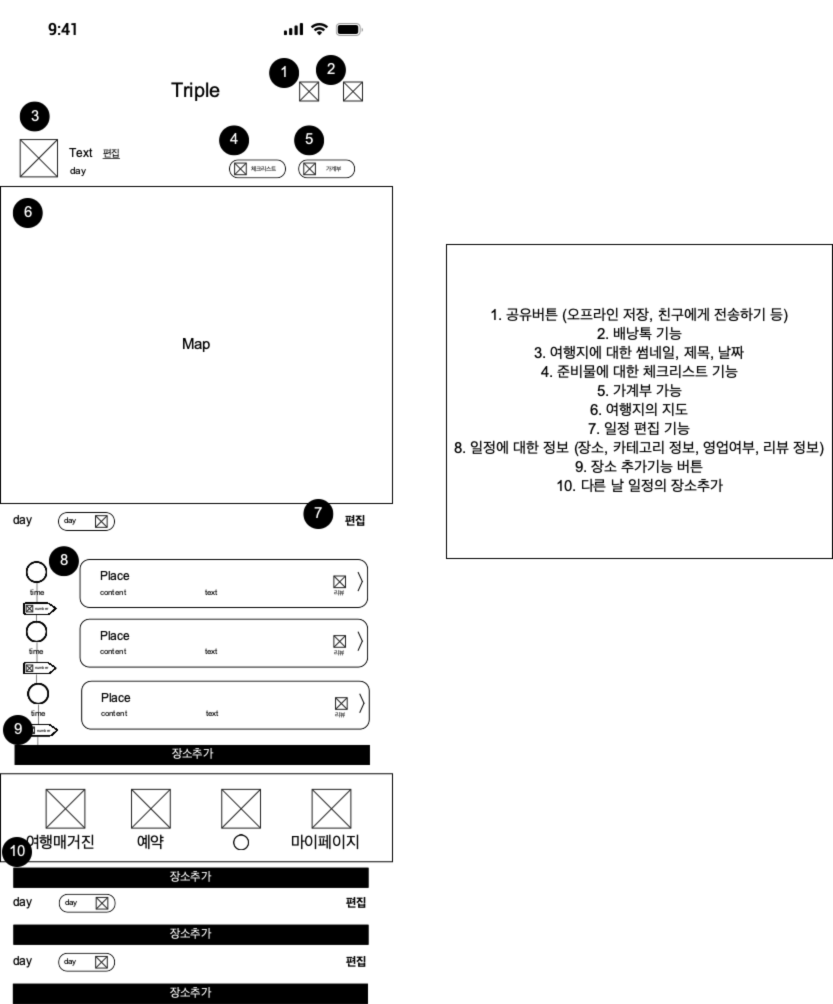 9:41
1
2
Triple
3
4
5
Text 편집
day
체크리스트
가계부
6
Map
day
day
7
편집
8
Place
content text
리뷰
time
Place
content text
리뷰
time
Place
content text
리뷰
time
9
장소추가
여행매거진 예약 마이페이지
10
장소추가
day
day
편집
장소추가
day
day
편집
장소추가
1. 공유버튼 (오프라인 저장, 친구에게 전송하기 등)
2. 배낭톡 기능
3. 여행지에 대한 썸네일, 제목, 날짜
4. 준비물에 대한 체크리스트 기능
5. 가계부 가능
6. 여행지의 지도
7. 일정 편집 기능
8. 일정에 대한 정보 (장소, 카테고리 정보, 영업여부, 리뷰 정보)
9. 장소 추가기능 버튼
10. 다른 날 일정의 장소추가